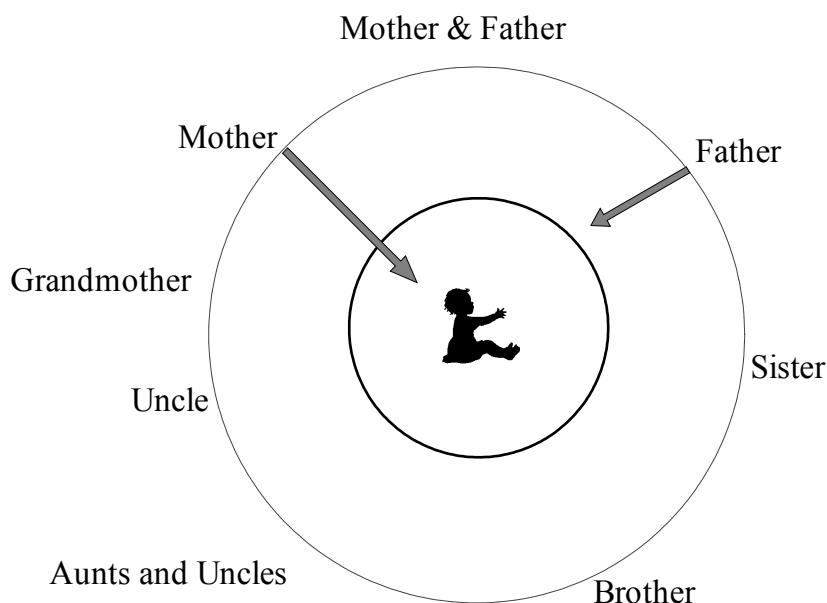 Mother & Father
Mother
Father
Grandmother
Sister
Uncle
Aunts and Uncles
Brother